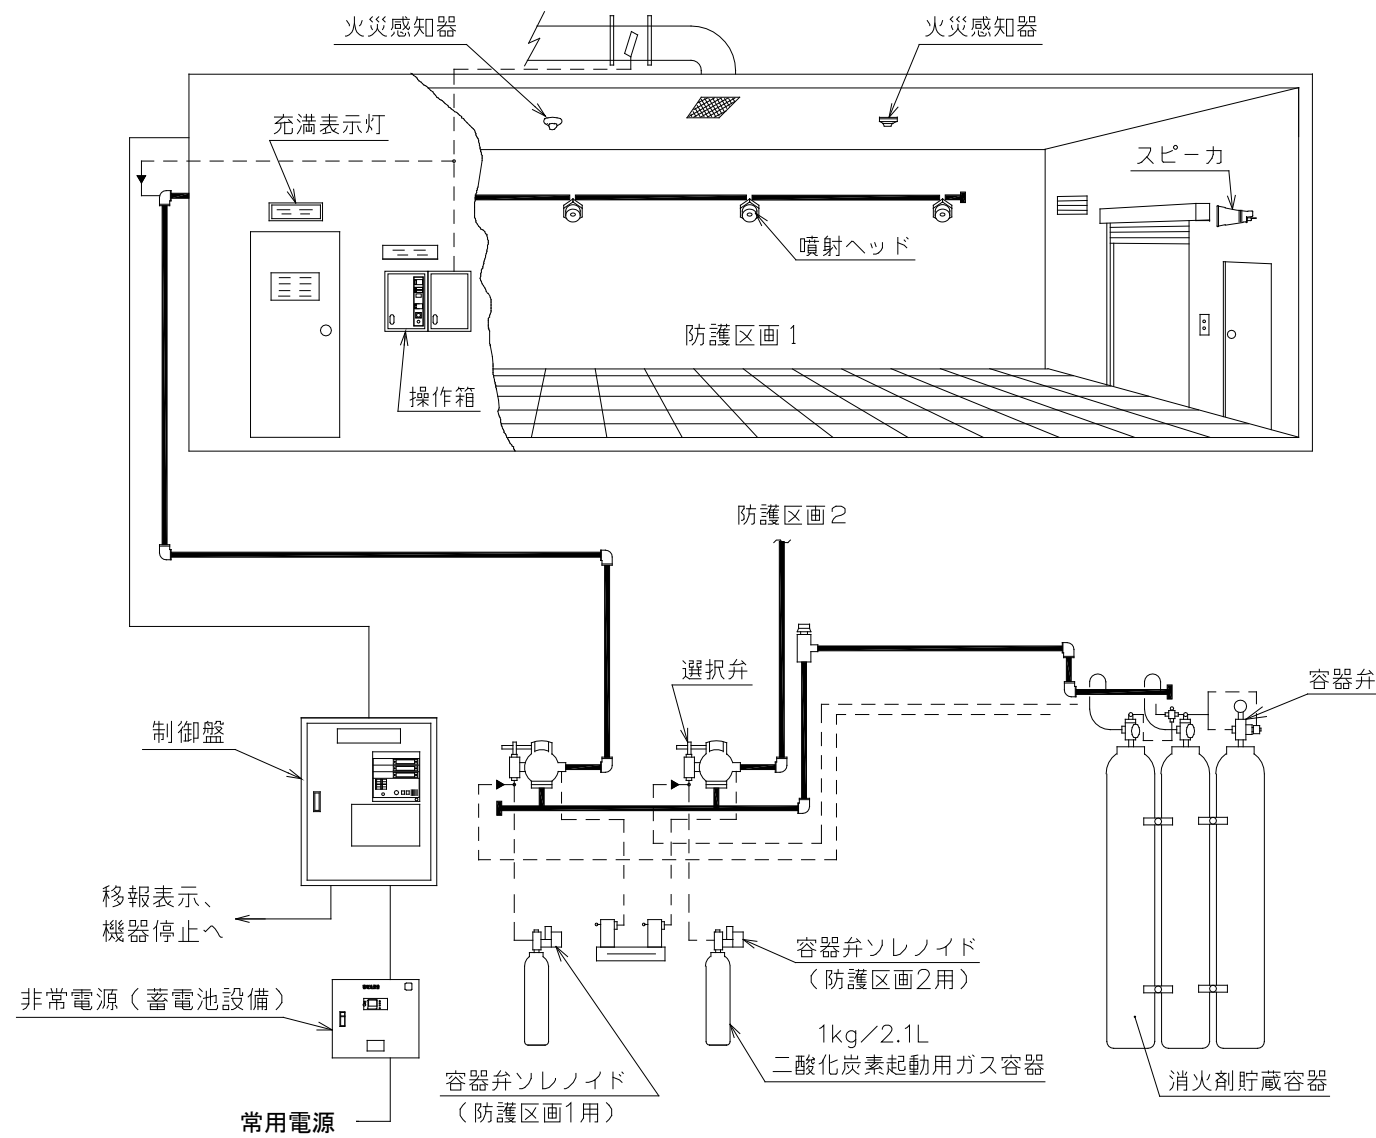 火災感知器
火災感知器
充満表示灯
スピーカ
噴射ヘッド
防護区画1
操作箱
防護区画2
選択弁
容器弁
制御盤
移報表示、
機器停止へ
容器弁ソレノイド
(防護区画2用)
非常電源(蓄電池設備)
1kg/2.1L
二酸化炭素起動用ガス容器
容器弁ソレノイド
(防護区画1用)
消火剤貯蔵容器
常用電源